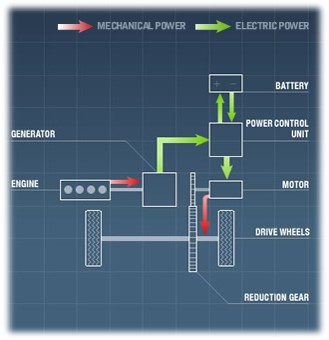 MECHANICAL POWER
ELECTRIC POWER
BATTERY
POWER CONTROL
UNIT
GENERATOR
ENGINE
MOTOR
DRIVE WHEELS
REDUCTION GEAR